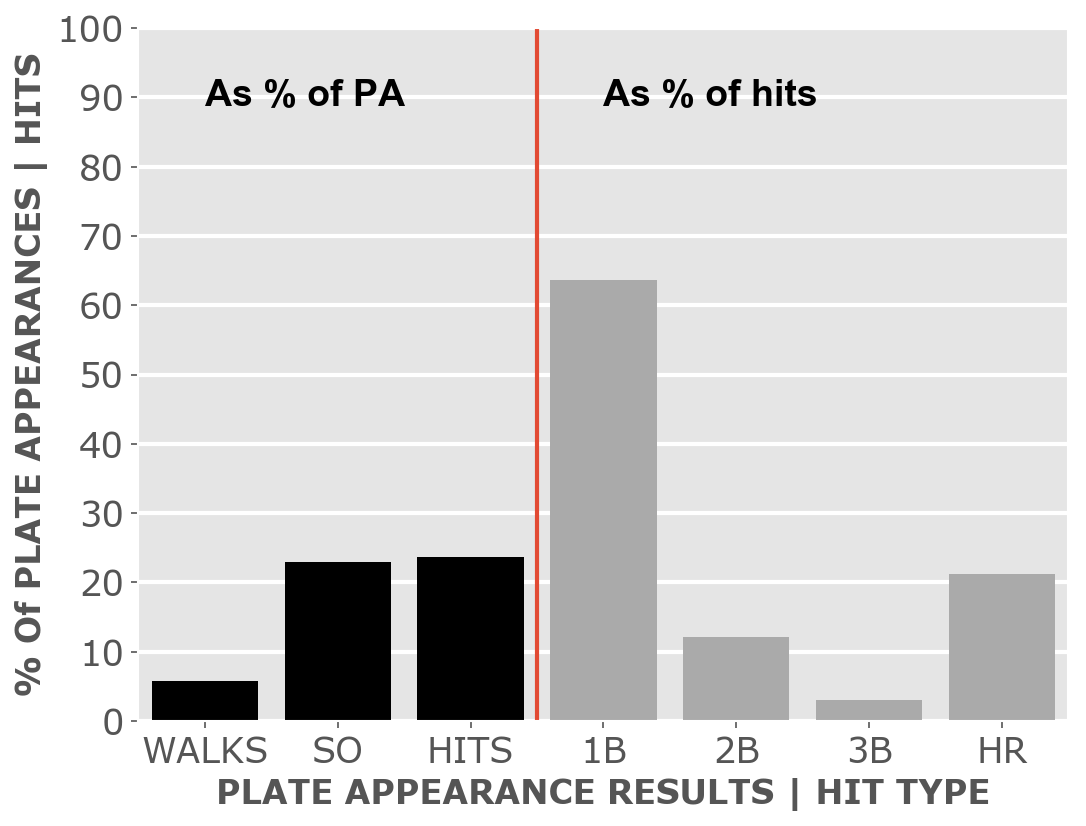 % Of PLATE APPEARANCES | HITS
100
90
80
70
60
50
40
30
20
10
0
As % of PA
As % of hits
WALKS SO HITS 1B 2B 3B HR
PLATE APPEARANCE RESULTS | HIT TYPE